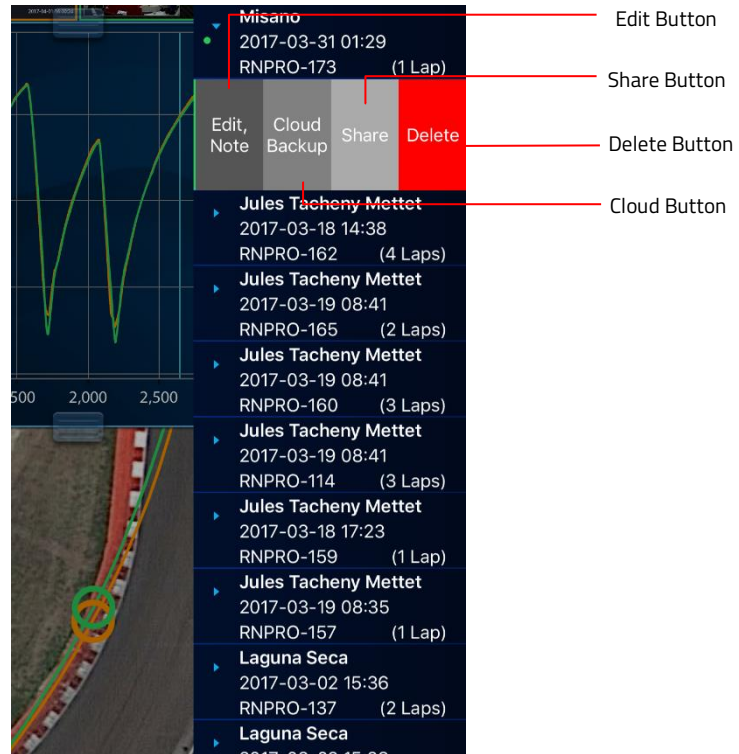 Misano
2017-03-31 01:29
RNPRO-173 (1 Lap)
Edit, Note
Cloud Backup
Share
Delete
Edit Button
Share Button
Delete Button
Cloud Button
Jules Tacheny Mettet
2017-03-18 14:38
RNPRO-162 (4 Laps)
Jules Tacheny Mettet
2017-03-19 08:41
RNPRO-165 (2 Laps)
Jules Tacheny Mettet
2017-03-19 08:41
RNPRO-160 (3 Laps)
Jules Tacheny Mettet
2017-03-19 08:41
RNPRO-114 (3 Laps)
Jules Tacheny Mettet
2017-03-18 17:23
RNPRO-159 (1 Lap)
Jules Tacheny Mettet
2017-03-19 08:35
RNPRO-157 (1 Lap)
Laguna Seca
2017-03-02 15:36
RNPRO-137 (2 Laps)
Laguna Seca
500 2,000 2,500